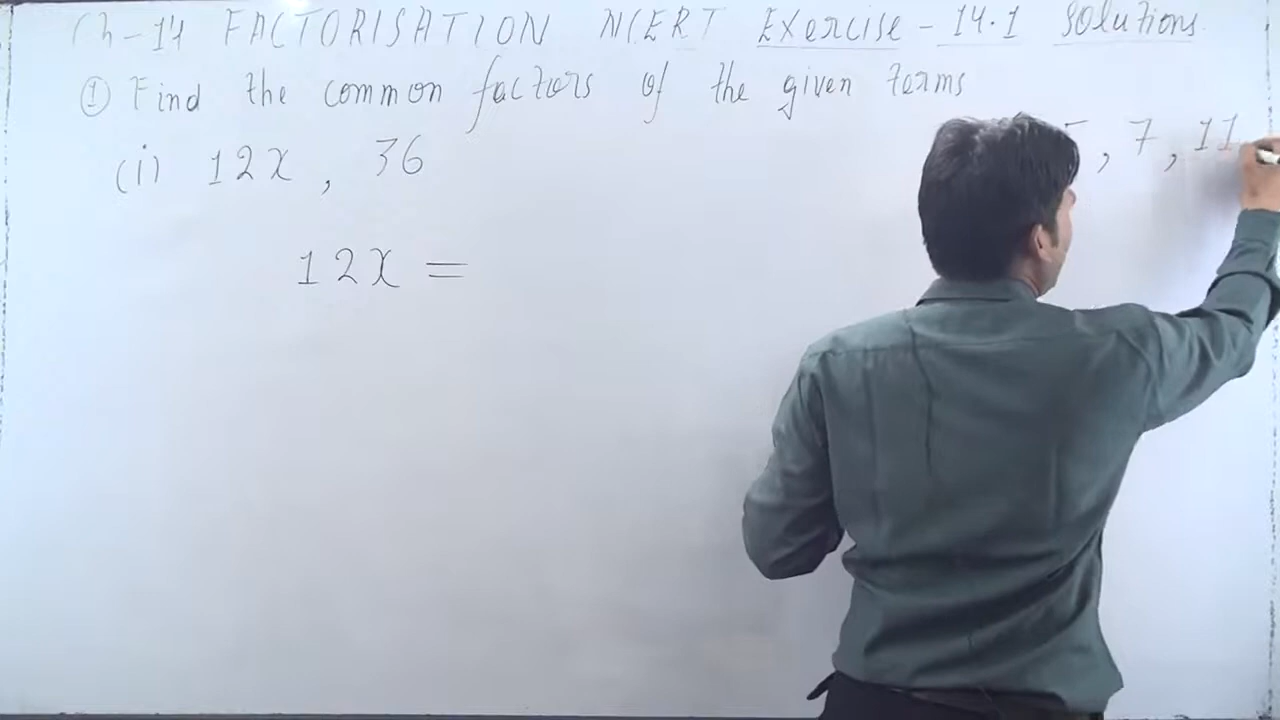 Ch-14 FACTORISATION NCERT Exercise - 14.1 Solutions
① Find the common factors of the given terms
(i) 12x , 36
5 , 7 , 11
12x =